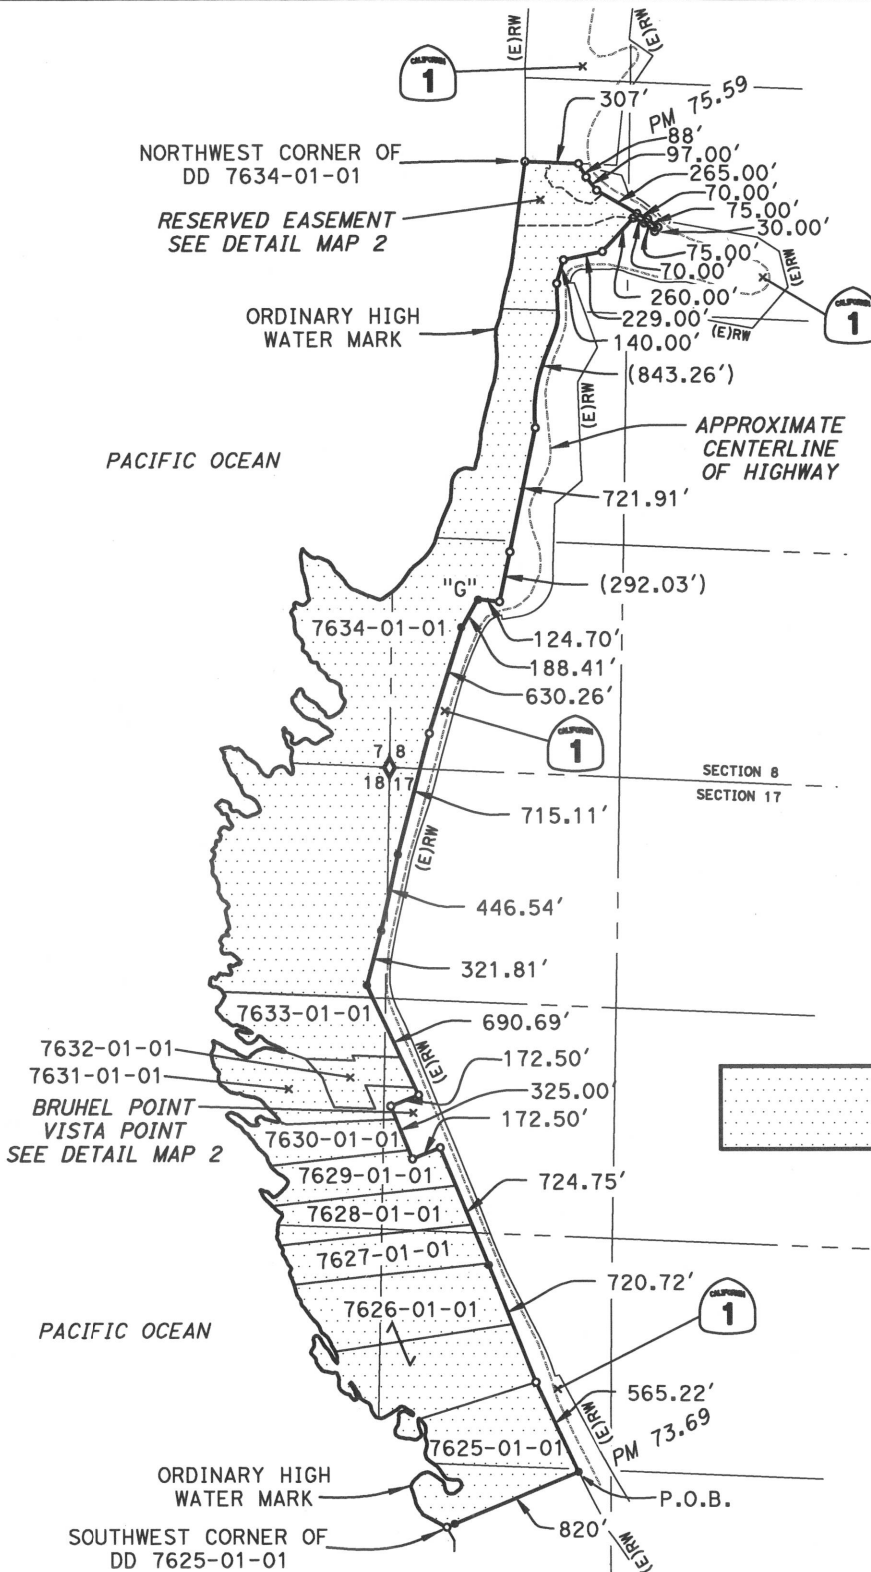 (E)RW
(E)RW
CALIFORNIA
1
307'
PM 75.59
88'
97.00'
265.00'
70.00'
75.00'
30.00'
75.00'
70.00'
260.00'
229.00'
140.00'
NORTHWEST CORNER OF
DD 7634-01-01
RESERVED EASEMENT
SEE DETAIL MAP 2
(E)RW
CALIFORNIA
1
(E)RW
ORDINARY HIGH
WATER MARK
(843.26')
(E)RW
APPROXIMATE
CENTERLINE
OF HIGHWAY
PACIFIC OCEAN
721.91'
(292.03')
"G"
7634-01-01
124.70'
188.41'
630.26'
CALIFORNIA
1
7 8
18 17
SECTION 8
SECTION 17
715.11'
(E)RW
446.54'
321.81'
7633-01-01
690.69'
(E)RW
7632-01-01
7631-01-01
172.50'
325.00'
172.50'
BRUHEL POINT
VISTA POINT
SEE DETAIL MAP 2
7630-01-01
7629-01-01
724.75'
7628-01-01
7627-01-01
720.72'
7626-01-01
CALIFORNIA
1
PACIFIC OCEAN
565.22'
(E)RW
PM 73.69
7625-01-01
ORDINARY HIGH
WATER MARK
P.O.B.
820'
SOUTHWEST CORNER OF
DD 7625-01-01
(E)RW